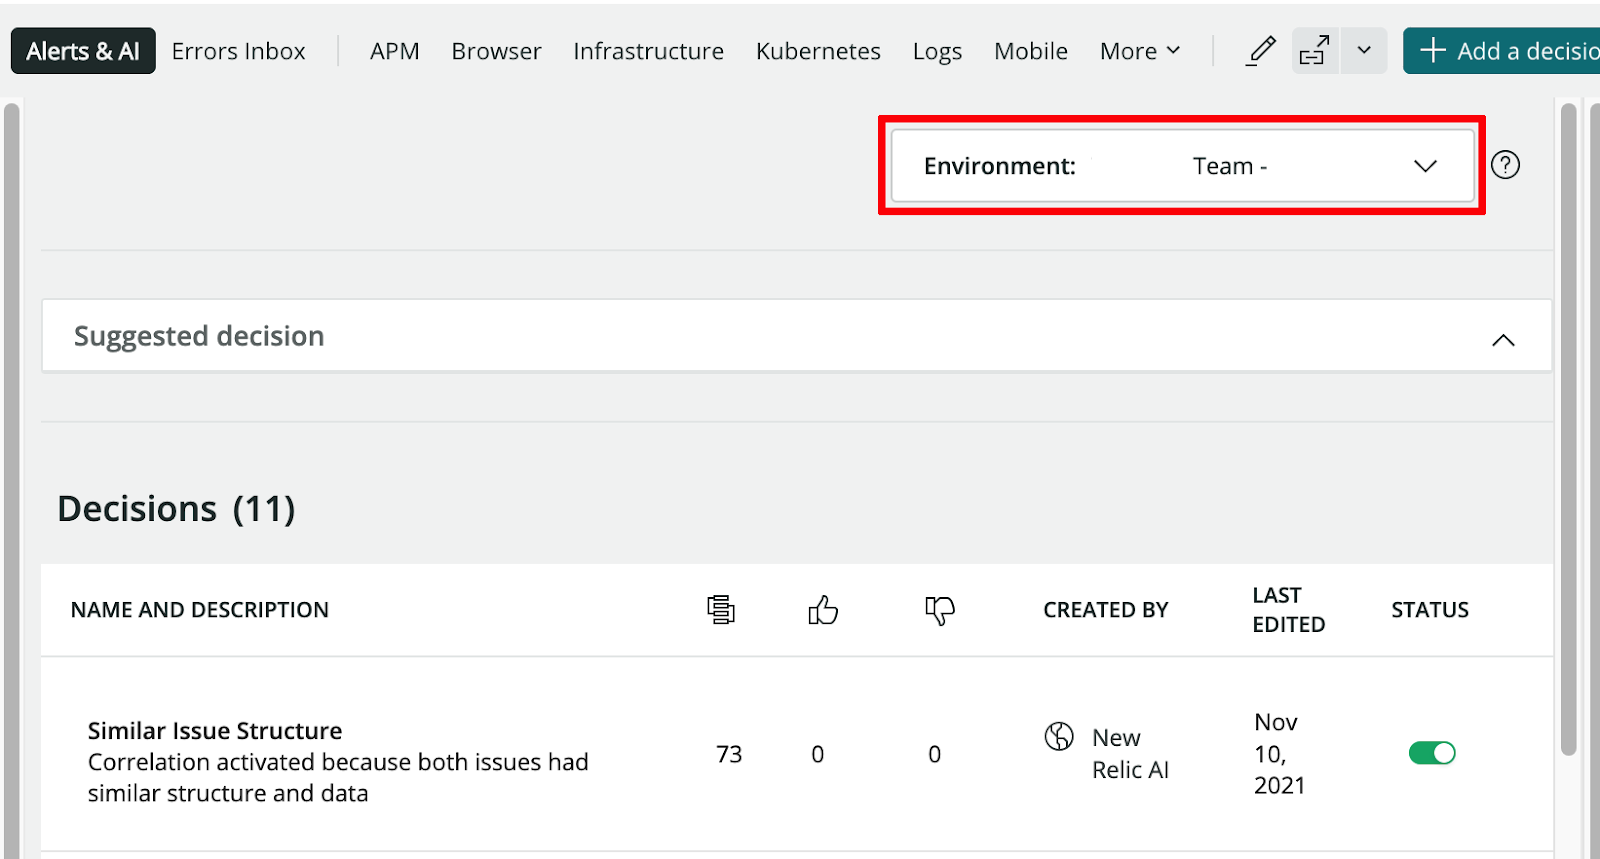 Alerts & AI Errors Inbox APM Browser Infrastructure Kubernetes Logs Mobile More Add a decisio
Environment: Team - ?
Suggested decision
Decisions (11)
NAME AND DESCRIPTION CREATED BY LAST EDITED STATUS
Similar Issue Structure
Correlation activated because both issues had
similar structure and data
73 0 0
New
Relic AI
Nov
10,
2021